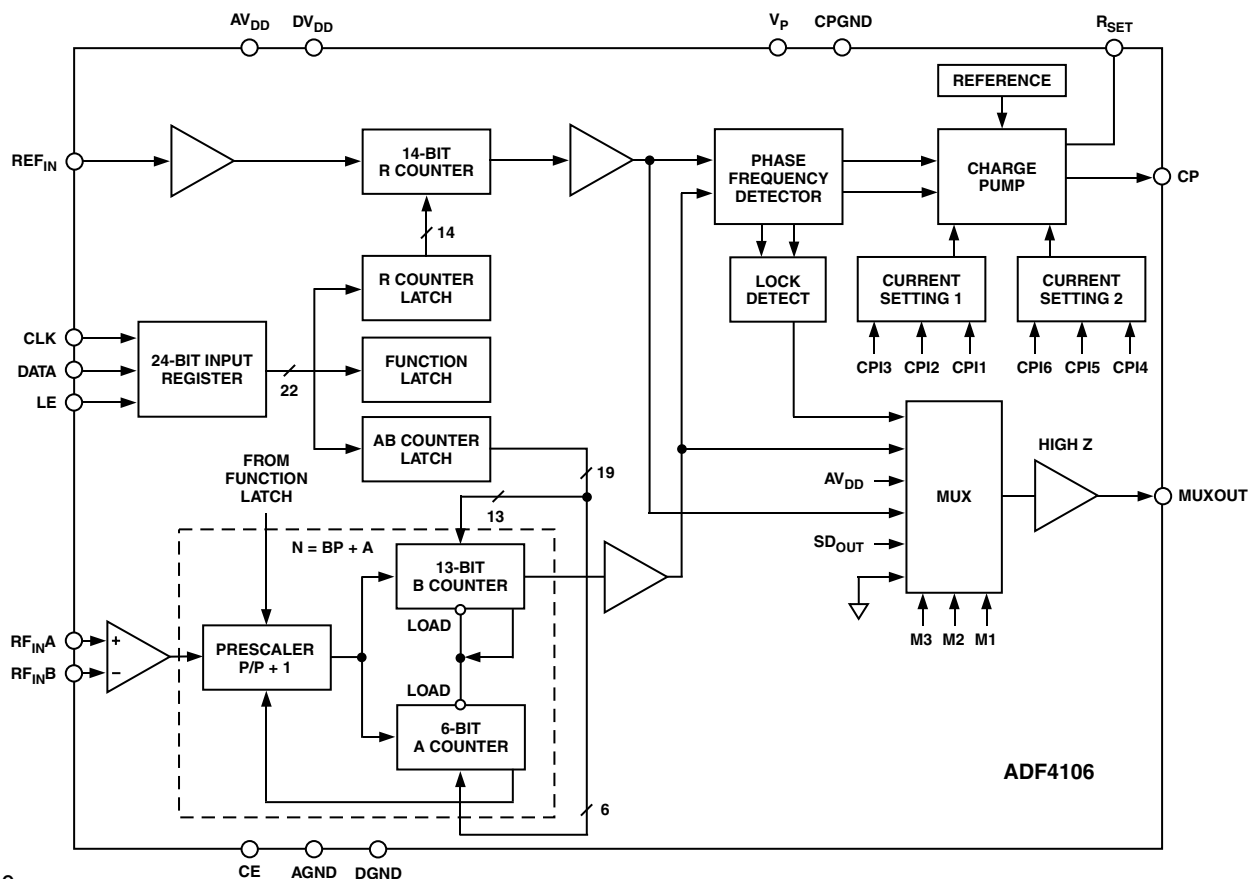 AVDD
DVDD
VP
CPGND
RSET
REFERENCE
REFIN
14-BIT
R COUNTER
PHASE
FREQUENCY
DETECTOR
CHARGE
PUMP
CP
14
R COUNTER
LATCH
LOCK
DETECT
CURRENT
SETTING 1
CURRENT
SETTING 2
CLK
DATA
LE
24-BIT INPUT
REGISTER
22
FUNCTION
LATCH
CPI3 CPI2 CPI1
CPI6 CPI5 CPI4
AB COUNTER
LATCH
19
FROM
FUNCTION
LATCH
13
HIGH Z
AVDD
MUX
MUXOUT
SDOUT
N = BP + A
13-BIT
B COUNTER
LOAD
M3 M2 M1
RFINA
RFINB
+
−
PRESCALER
P/P + 1
LOAD
6-BIT
A COUNTER
6
ADF4106
CE
AGND
DGND